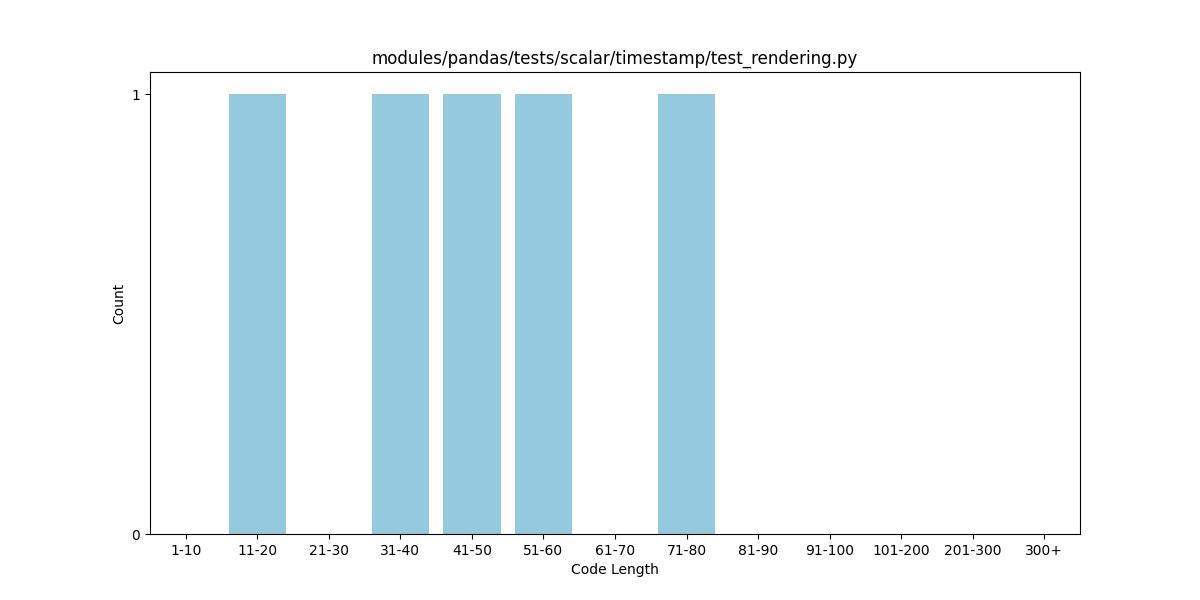 modules/pandas/tests/scalar/timestamp/test_rendering.py
Count
1
0
1-10 11-20 21-30 31-40 41-50 51-60 61-70 71-80 81-90 91-100 101-200 201-300 300+
Code Length